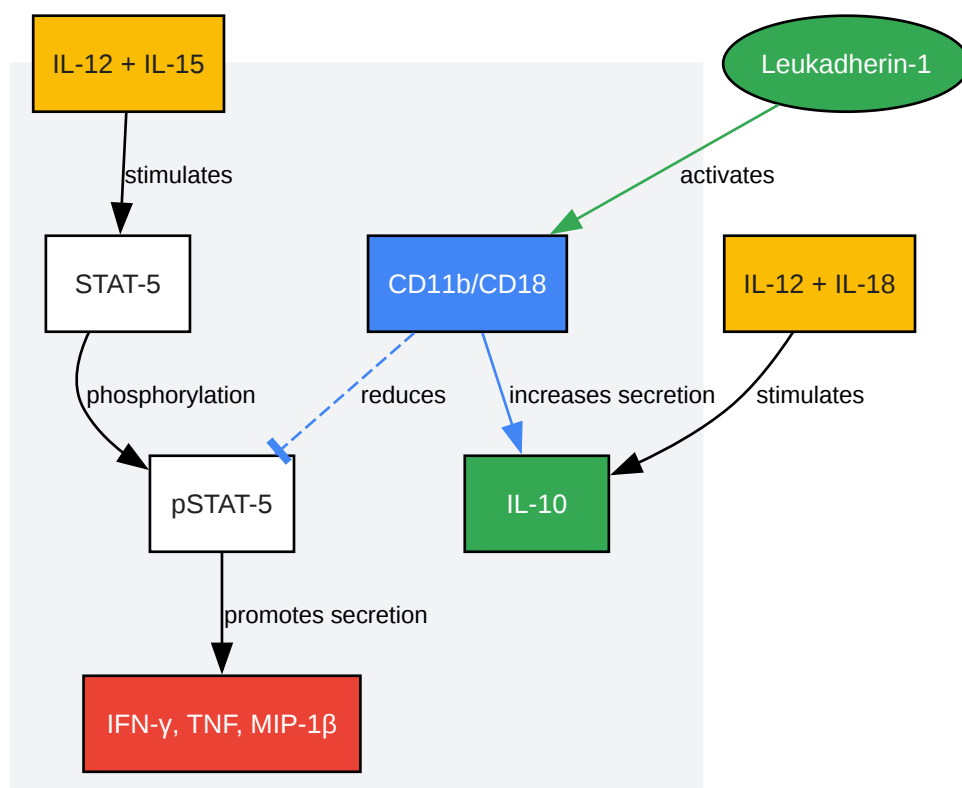 IL-12 + IL-15
Leukadherin-1
stimulates
activates
STAT-5
CD11b/CD18
IL-12 + IL-18
phosphorylation
reduces
increases secretion
stimulates
pSTAT-5
IL-10
promotes secretion
IFN-γ, TNF, MIP-1β